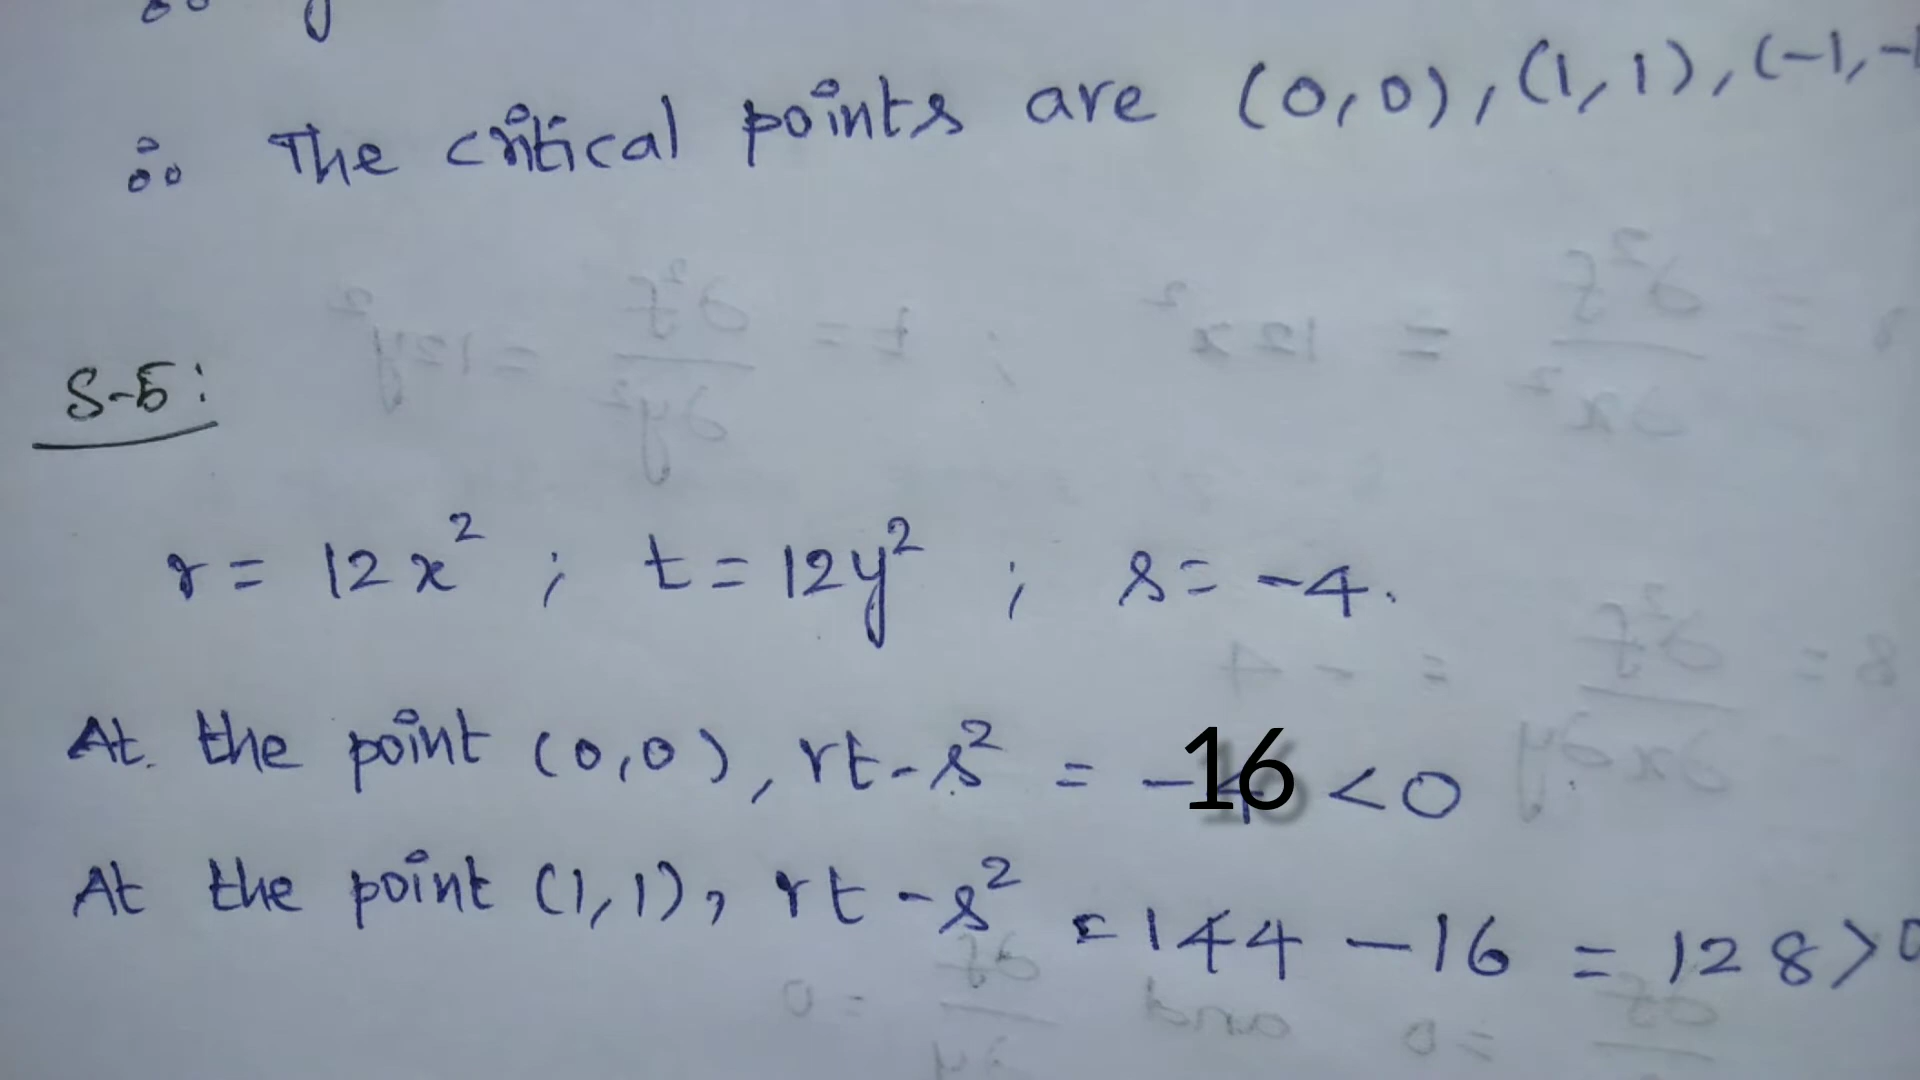 ∴ The critical points are (0,0), (1,1), (-1,-1
S-5:
r = 12x² ; t = 12y² ; s = -4.
At. the point (0,0), rt-s² = -16 <0
At the point (1,1), rt-s² = 144 - 16 = 128>0